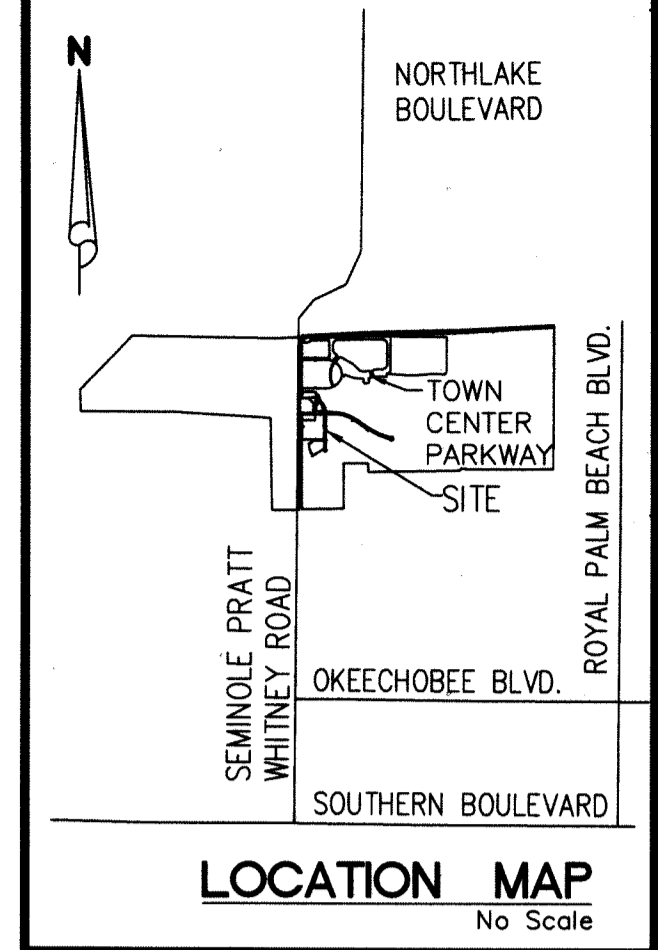 N
NORTHLAKE
BOULEVARD
TOWN
CENTER
PARKWAY
SITE
ROYAL PALM BEACH BLVD.
SEMINOLE PRATT
WHITNEY ROAD
OKEECHOBEE BLVD.
SOUTHERN BOULEVARD
LOCATION MAP
No Scale